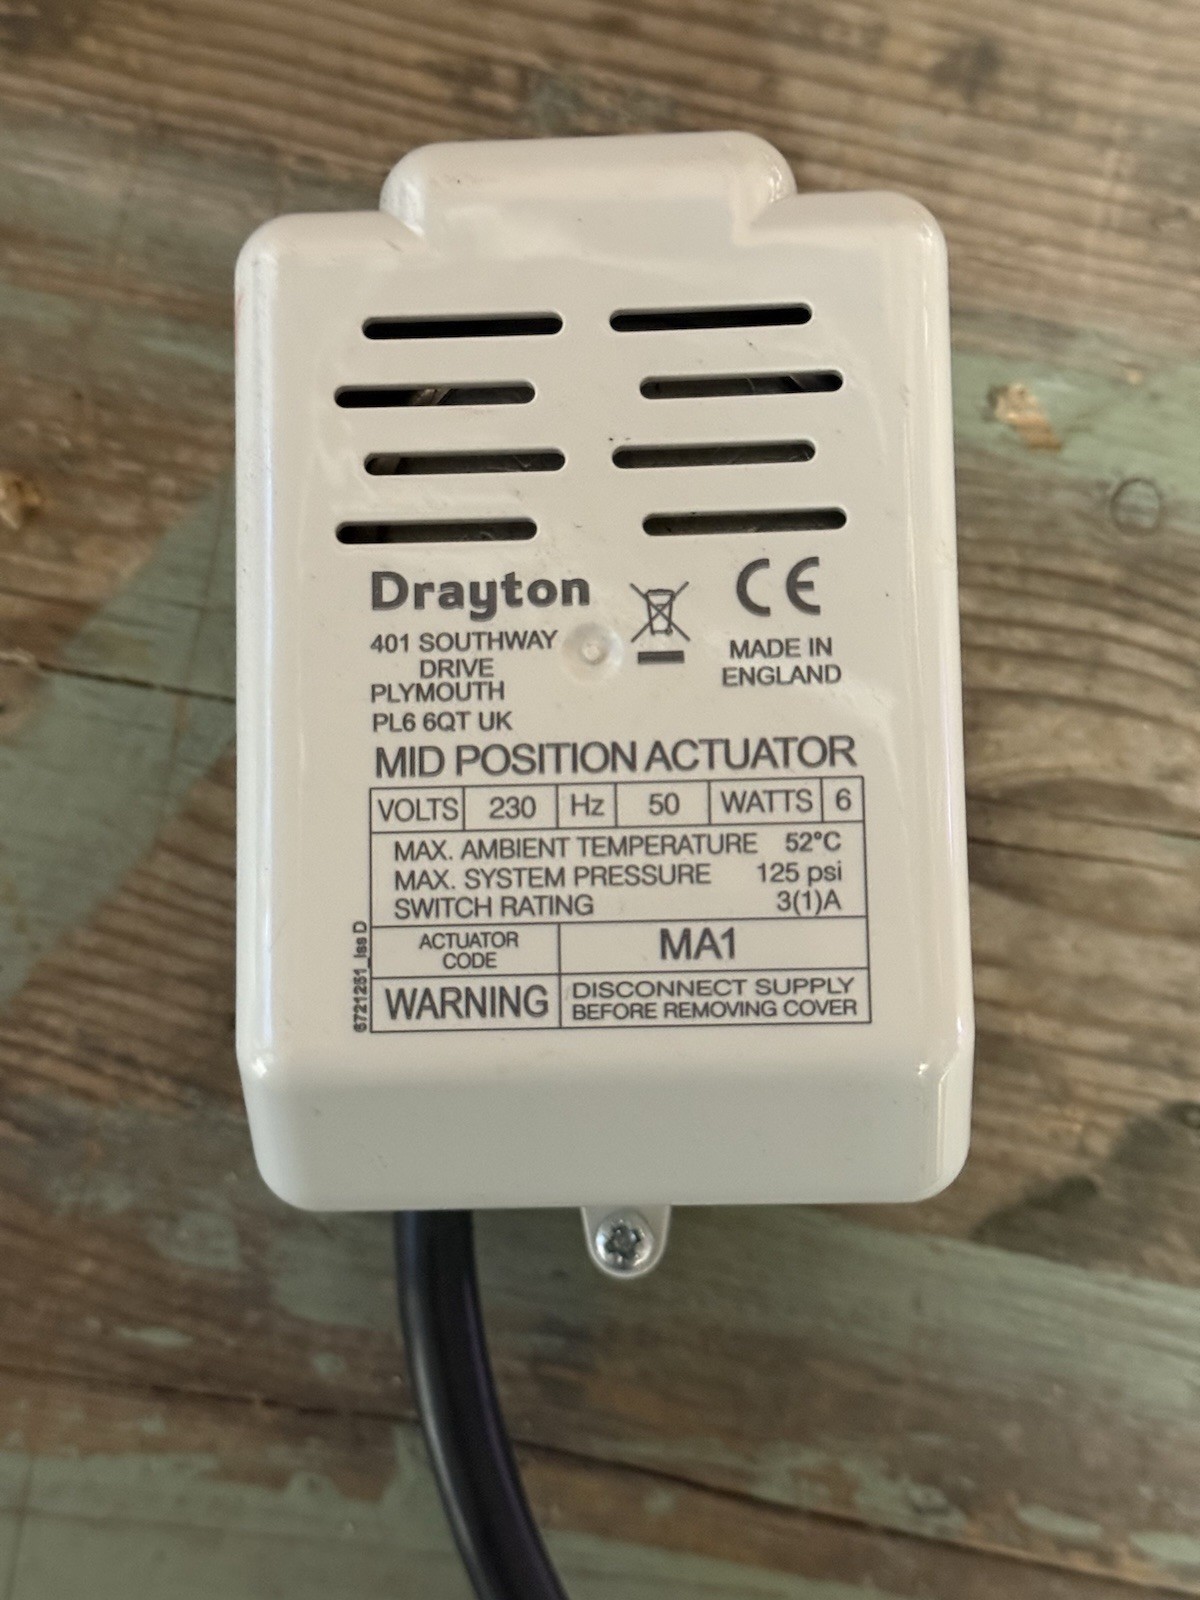 Drayton
CE
401 SOUTHWAY
DRIVE
PLYMOUTH
PL6 6QT UK
MADE IN
ENGLAND
MID POSITION ACTUATOR
VOLTS 230 Hz 50 WATTS 6
MAX. AMBIENT TEMPERATURE 52°C
MAX. SYSTEM PRESSURE 125 psi
SWITCH RATING 3(1)A
ACTUATOR
CODE
MA1
WARNING
DISCONNECT SUPPLY
BEFORE REMOVING COVER
6721251_Iss D